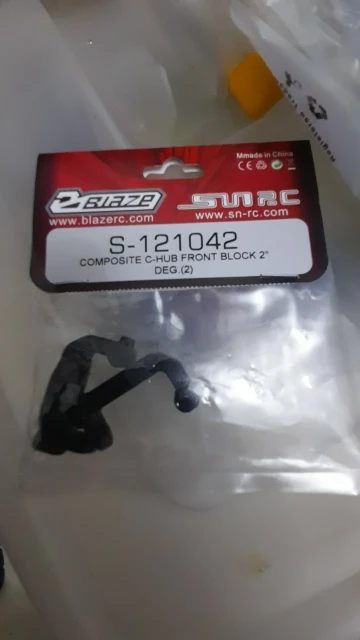 Mmade in China
BLAZE
SN RC
www.blazerc.com
www.sn-rc.com
S-121042
COMPOSITE C-HUB FRONT BLOCK 2°
DEG.(2)